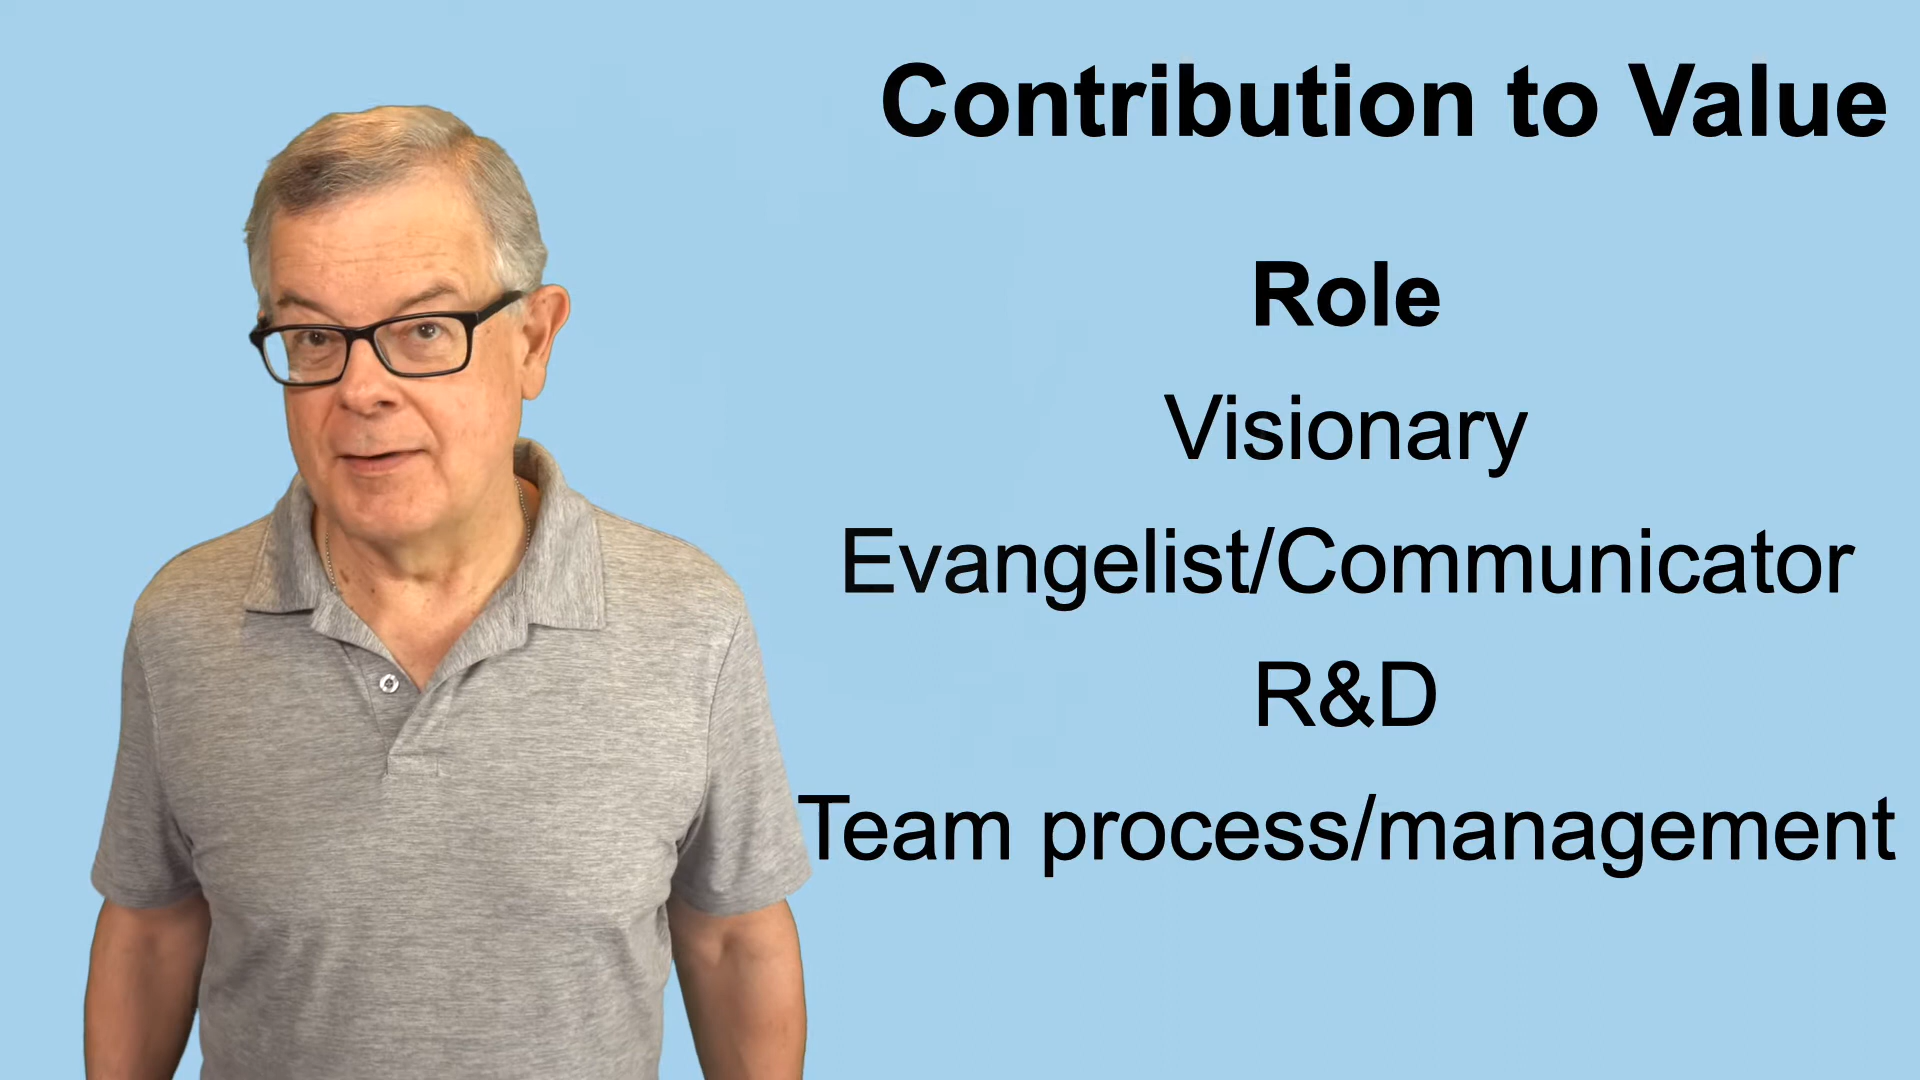 Contribution to Value
Role
Visionary
Evangelist/Communicator
R&D
Team process/management